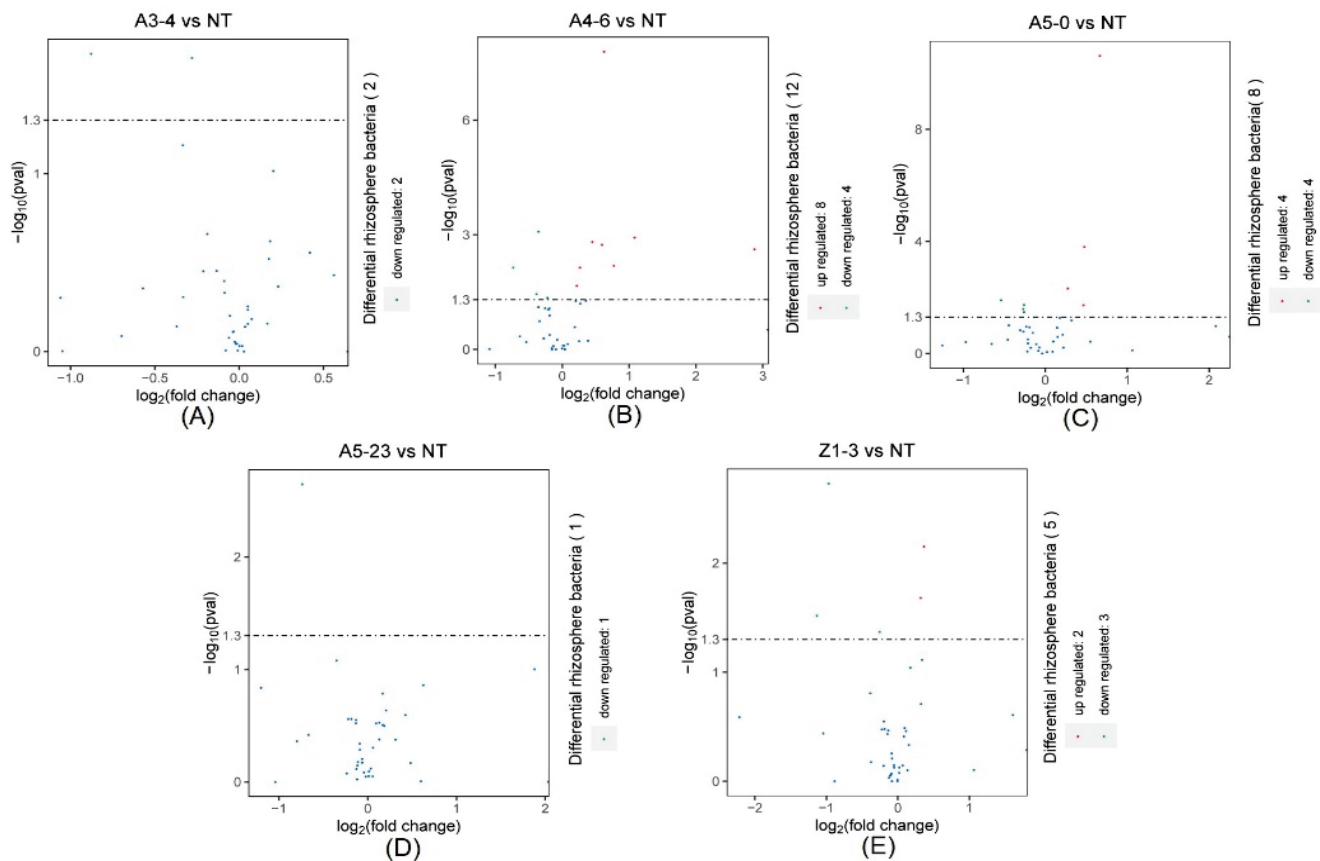 A3-4 vs NT
−log₁₀(pval)
1.3
1
0
−1.0
−0.5
0.0
0.5
log₂(fold change)
(A)
Differential rhizosphere bacteria ( 2 )
down regulated: 2
A4-6 vs NT
−log₁₀(pval)
6
3
1.3
0
−1
0
1
2
3
log₂(fold change)
(B)
Differential rhizosphere bacteria ( 12 )
up regulated: 8
down regulated: 4
A5-0 vs NT
−log₁₀(pval)
8
4
1.3
0
−1
0
1
2
log₂(fold change)
(C)
Differential rhizosphere bacteria( 8 )
up regulated: 4
down regulated: 4
A5-23 vs NT
−log₁₀(pval)
2
1.3
1
0
−1
0
1
2
log₂(fold change)
(D)
Differential rhizosphere bacteria ( 1 )
down regulated: 1
Z1-3 vs NT
−log₁₀(pval)
2
1.3
1
0
−2
−1
0
1
log₂(fold change)
(E)
Differential rhizosphere bacteria ( 5 )
up regulated: 2
down regulated: 3